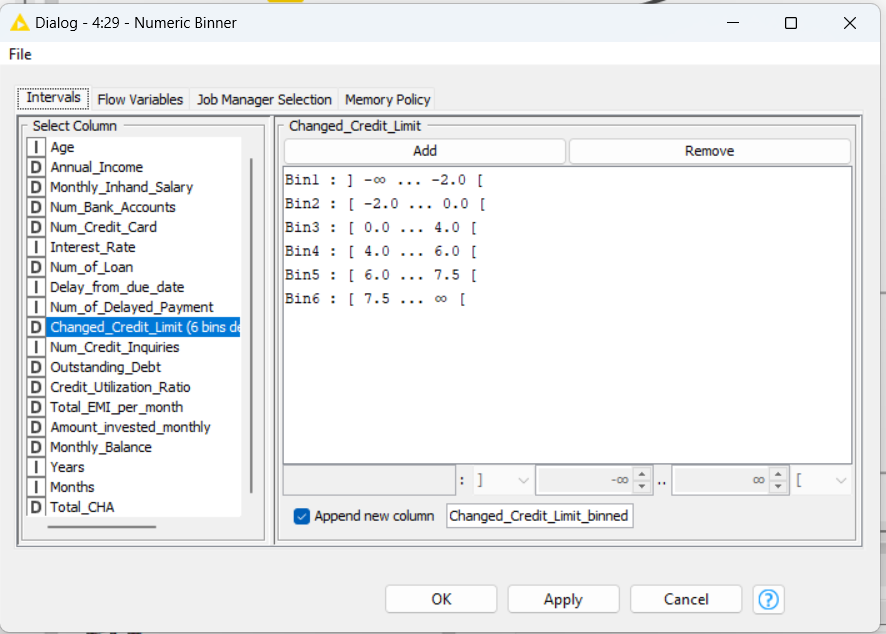 Dialog - 4:29 - Numeric Binner
File
Intervals Flow Variables Job Manager Selection Memory Policy
Select Column
I Age
D Annual_Income
D Monthly_Inhand_Salary
D Num_Bank_Accounts
D Num_Credit_Card
I Interest_Rate
D Num_of_Loan
I Delay_from_due_date
I Num_of_Delayed_Payment
D Changed_Credit_Limit (6 bins de
I Num_Credit_Inquiries
D Outstanding_Debt
D Credit_Utilization_Ratio
D Total_EMI_per_month
D Amount_invested_monthly
D Monthly_Balance
I Years
I Months
D Total_CHA
Changed_Credit_Limit
Add Remove
Bin1 : ] -∞ ... -2.0 [
Bin2 : [ -2.0 ... 0.0 [
Bin3 : [ 0.0 ... 4.0 [
Bin4 : [ 4.0 ... 6.0 [
Bin5 : [ 6.0 ... 7.5 [
Bin6 : [ 7.5 ... ∞ [
: ] -∞ .. ∞ [
Append new column Changed_Credit_Limit_binned
OK Apply Cancel ?